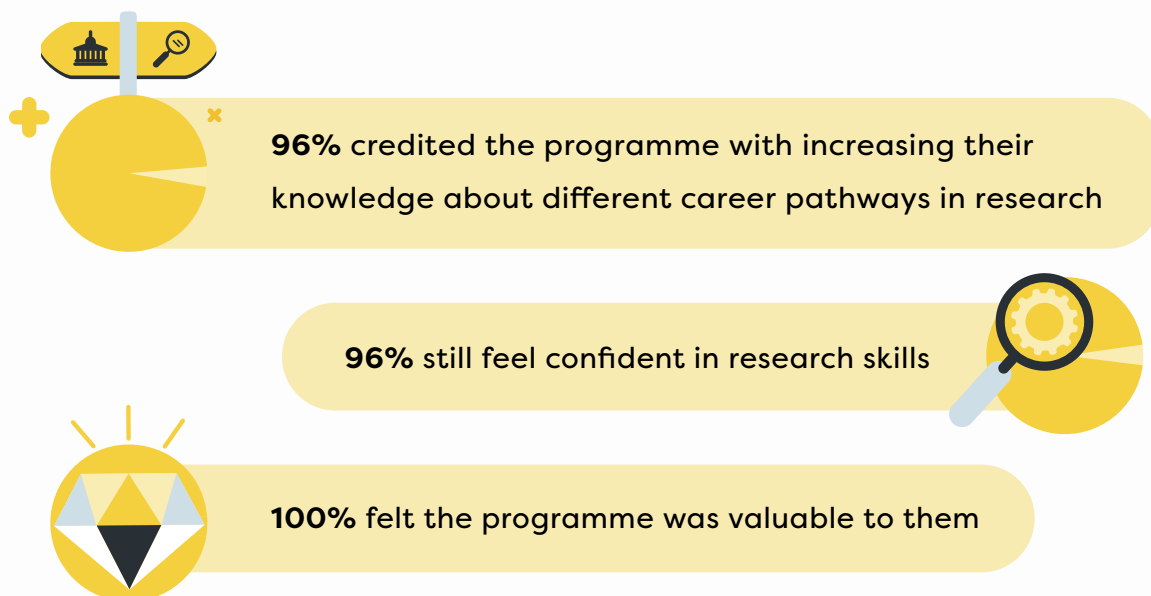 96% credited the programme with increasing their
knowledge about different career pathways in research
96% still feel confident in research skills
100% felt the programme was valuable to them